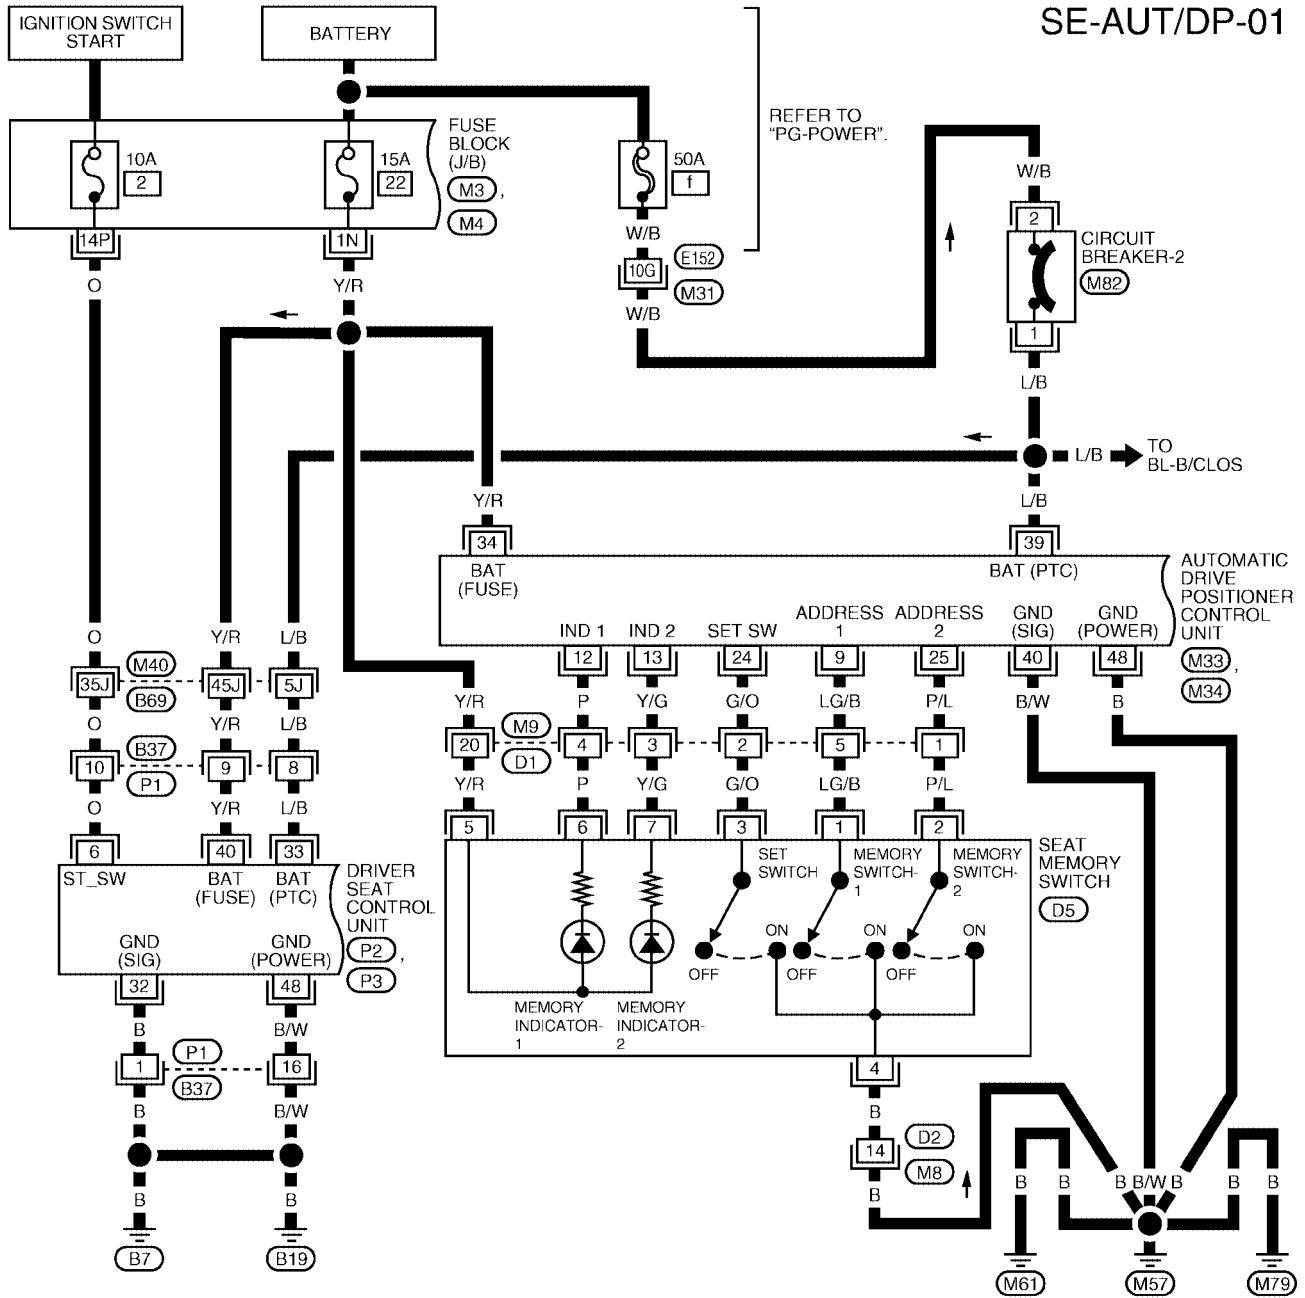 SE-AUT/DP-01
IGNITION SWITCH
START
BATTERY
REFER TO
"PG-POWER".
FUSE
BLOCK
(J/B)
M3 ,
M4
10A
2
15A
22
50A
f
14P
1N
W/B
10G
E152
M31
W/B
O
Y/R
W/B
2
CIRCUIT
BREAKER-2
M82
1
L/B
L/B
TO
BL-B/CLOS
L/B
Y/R
34
39
BAT
(FUSE)
BAT (PTC)
AUTOMATIC
DRIVE
POSITIONER
CONTROL
UNIT
M33 ,
M34
IND 1
IND 2
SET SW
ADDRESS
1
ADDRESS
2
GND
(SIG)
GND
(POWER)
12
13
24
9
25
40
48
O
Y/R
L/B
35J
M40
B69
45J
5J
O
Y/R
L/B
10
B37
P1
9
8
O
Y/R
L/B
6
40
33
Y/R
P
Y/G
G/O
LG/B
P/L
B/W
B
20
M9
D1
4
3
2
5
1
Y/R
P
Y/G
G/O
LG/B
P/L
5
6
7
3
1
2
ST_SW
BAT
(FUSE)
BAT
(PTC)
DRIVER
SEAT
CONTROL
UNIT
P2 ,
P3
GND
(SIG)
GND
(POWER)
32
48
B
B/W
1
P1
B37
16
B
B/W
B
B
B7
B19
SET
SWITCH
MEMORY
SWITCH-
1
MEMORY
SWITCH-
2
SEAT
MEMORY
SWITCH
D5
OFF
ON
OFF
ON
OFF
ON
MEMORY
INDICATOR-
1
MEMORY
INDICATOR-
2
4
B
14
D2
M8
B
B
B
B
B/W
B
B
B
M61
M57
M79